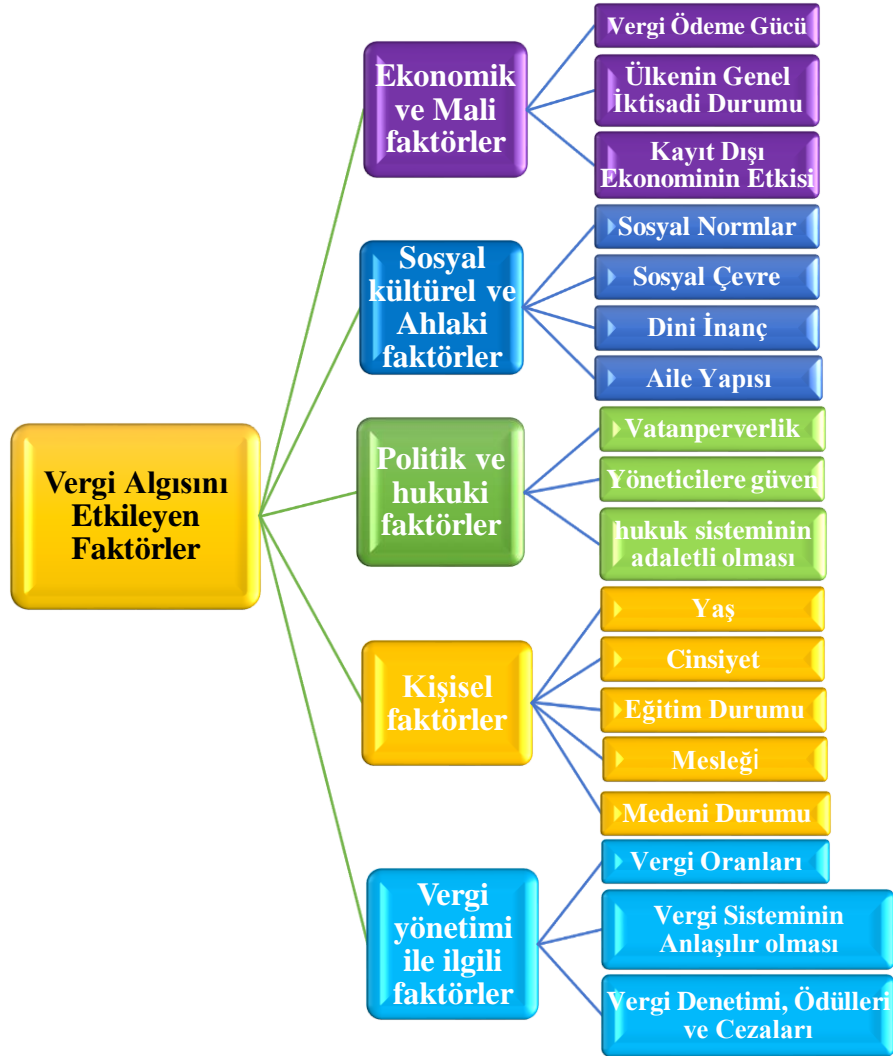 Vergi Algısını
Etkileyen
Faktörler
Ekonomik
ve Mali
faktörler
Vergi Ödeme Gücü
Ülkenin Genel
İktisadi Durumu
Kayıt Dışı
Ekonominin Etkisi
Sosyal
kültürel ve
Ahlaki
faktörler
Sosyal Normlar
Sosyal Çevre
Dini İnanç
Aile Yapısı
Politik ve
hukuki
faktörler
Vatanperverlik
Yöneticilere güven
hukuk sisteminin
adaletli olması
Kişisel
faktörler
Yaş
Cinsiyet
Eğitim Durumu
Mesleği
Medeni Durumu
Vergi
yönetimi
ile ilgili
faktörler
Vergi Oranları
Vergi Sisteminin
Anlaşılır olması
Vergi Denetimi, Ödülleri
ve Cezaları